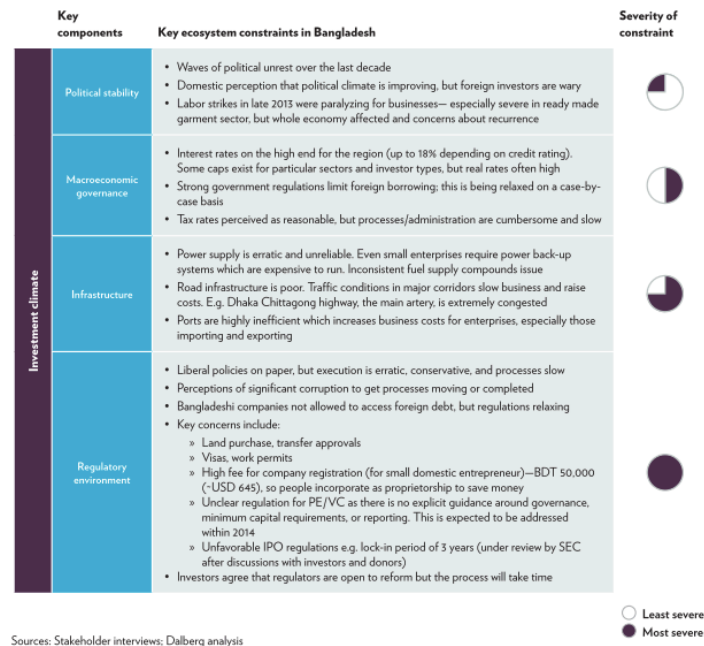 Key components
Key ecosystem constraints in Bangladesh
Severity of constraint
Investment climate
Political stability
• Waves of political unrest over the last decade
• Domestic perception that political climate is improving, but foreign investors are wary
• Labor strikes in late 2013 were paralyzing for businesses— especially severe in ready made
garment sector, but whole economy affected and concerns about recurrence
Macroeconomic
governance
• Interest rates on the high end for the region (up to 18% depending on credit rating).
Some caps exist for particular sectors and investor types, but real rates often high
• Strong government regulations limit foreign borrowing; this is being relaxed on a case-by-
case basis
• Tax rates perceived as reasonable, but processes/administration are cumbersome and slow
Infrastructure
• Power supply is erratic and unreliable. Even small enterprises require power back-up
systems which are expensive to run. Inconsistent fuel supply compounds issue
• Road infrastructure is poor. Traffic conditions in major corridors slow business and raise
costs. E.g. Dhaka Chittagong highway, the main artery, is extremely congested
• Ports are highly inefficient which increases business costs for enterprises, especially those
importing and exporting
Regulatory
environment
• Liberal policies on paper, but execution is erratic, conservative, and processes slow
• Perceptions of significant corruption to get processes moving or completed
• Bangladeshi companies not allowed to access foreign debt, but regulations relaxing
• Key concerns include:
» Land purchase, transfer approvals
» Visas, work permits
» High fee for company registration (for small domestic entrepreneur)—BDT 50,000
(~USD 645), so people incorporate as proprietorship to save money
» Unclear regulation for PE/VC as there is no explicit guidance around governance,
minimum capital requirements, or reporting. This is expected to be addressed
within 2014
» Unfavorable IPO regulations e.g. lock-in period of 3 years (under review by SEC
after discussions with investors and donors)
• Investors agree that regulators are open to reform but the process will take time
Least severe
Most severe
Sources: Stakeholder interviews; Dalberg analysis